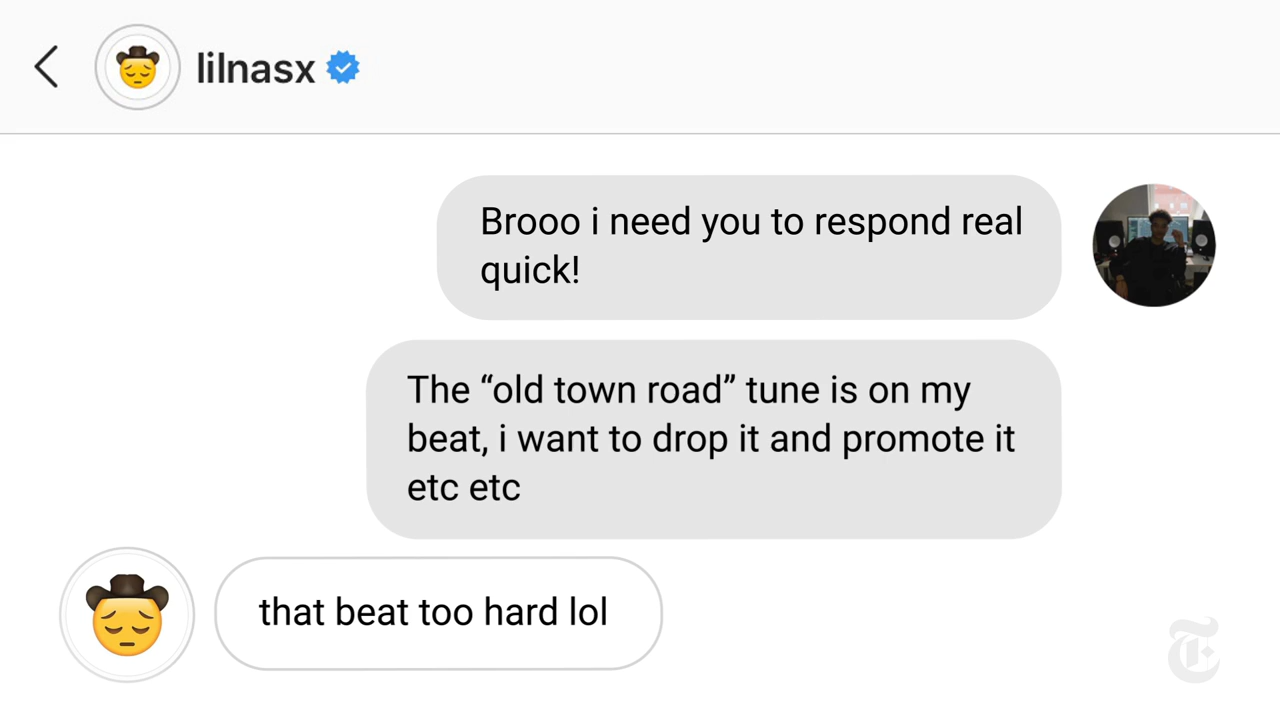 lilnasx
Brooo i need you to respond real
quick!
The “old town road” tune is on my
beat, i want to drop it and promote it
etc etc
that beat too hard lol
T